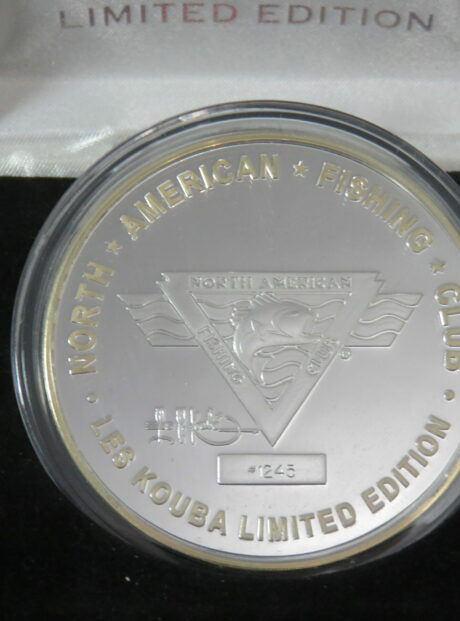 LIMITED EDITION
NORTH ★ AMERICAN ★ FISHING ★ CLUB
NORTH AMERICAN
FISHING CLUB ®
#1245
• LES KOUBA LIMITED EDITION •